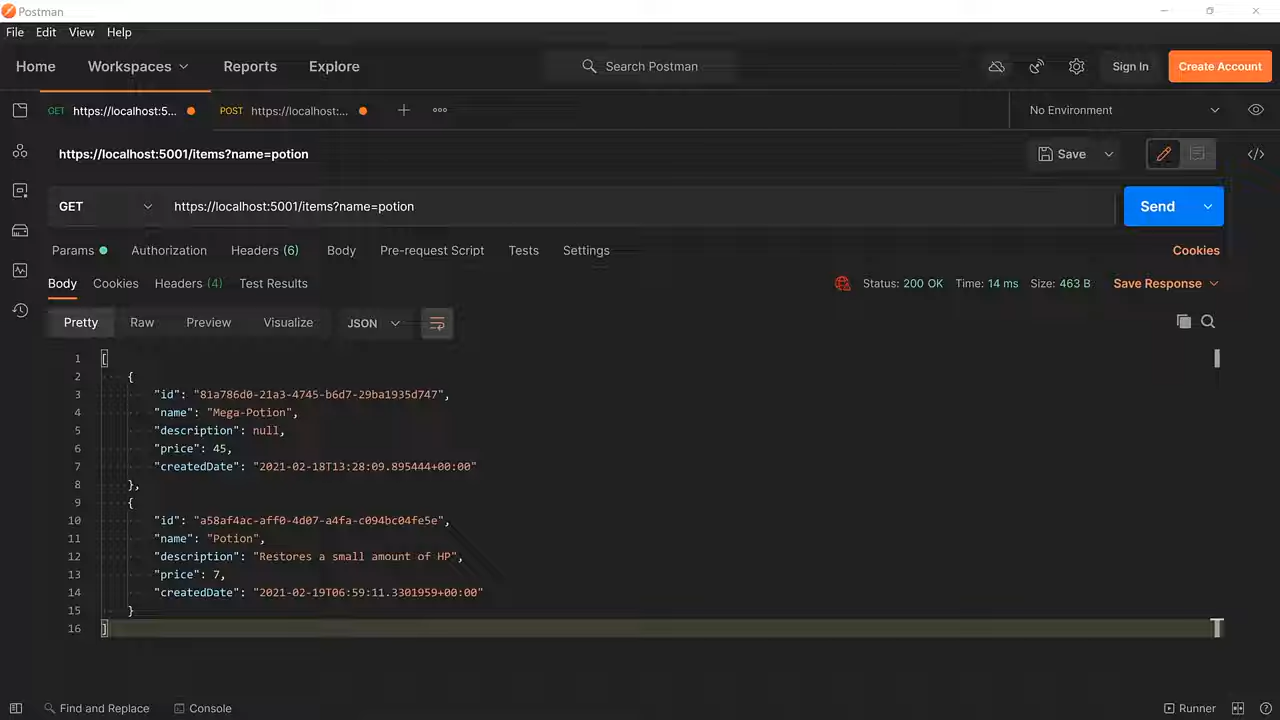 Postman
File Edit View Help
Home Workspaces Reports Explore Search Postman Sign In Create Account
GET https://localhost:5... POST https://localhost:... No Environment
https://localhost:5001/items?name=potion Save
GET https://localhost:5001/items?name=potion Send
Params Authorization Headers (6) Body Pre-request Script Tests Settings Cookies
Body Cookies Headers (4) Test Results Status: 200 OK Time: 14 ms Size: 463 B Save Response
Pretty Raw Preview Visualize JSON
1 [
2 {
3 "id": "81a786d0-21a3-4745-b6d7-29ba1935d747",
4 "name": "Mega-Potion",
5 "description": null,
6 "price": 45,
7 "createdDate": "2021-02-18T13:28:09.895444+00:00"
8 },
9 {
10 "id": "a58af4ac-aff0-4d07-a4fa-c094bc04fe5e",
11 "name": "Potion",
12 "description": "Restores a small amount of HP",
13 "price": 7,
14 "createdDate": "2021-02-19T06:59:11.3301959+00:00"
15 }
16 ]
Find and Replace Console Runner